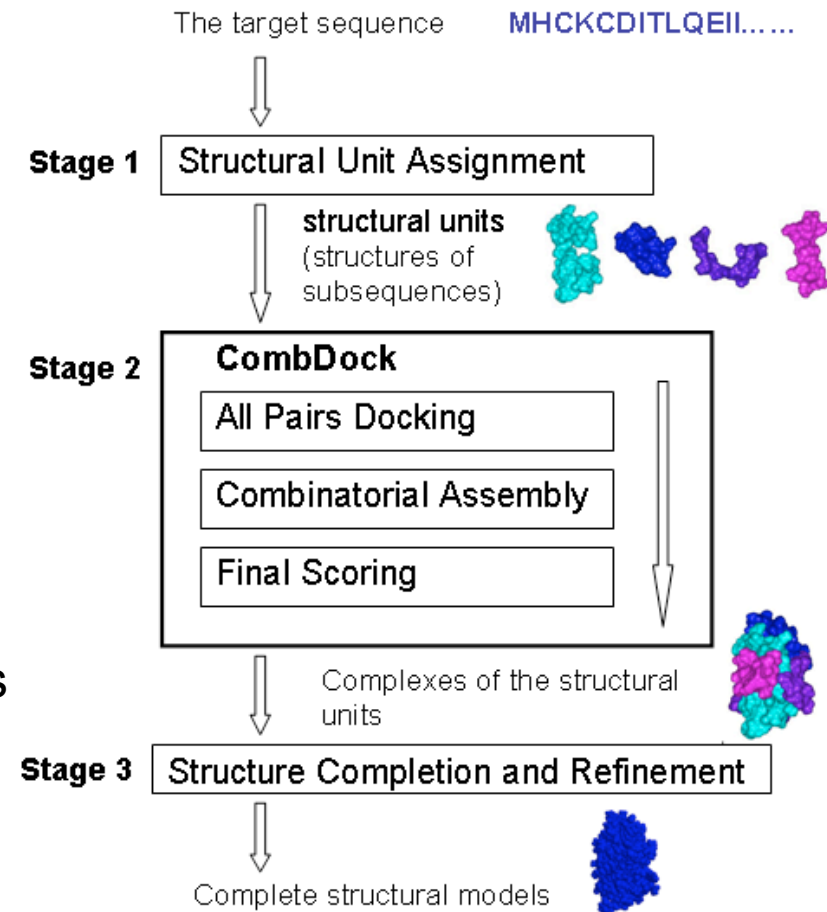 The target sequence MHCKCDITLQEII......
Stage 1 Structural Unit Assignment
structural units
(structures of
subsequences)
Stage 2 CombDock
All Pairs Docking
Combinatorial Assembly
Final Scoring
s
Complexes of the structural
units
Stage 3 Structure Completion and Refinement
Complete structural models